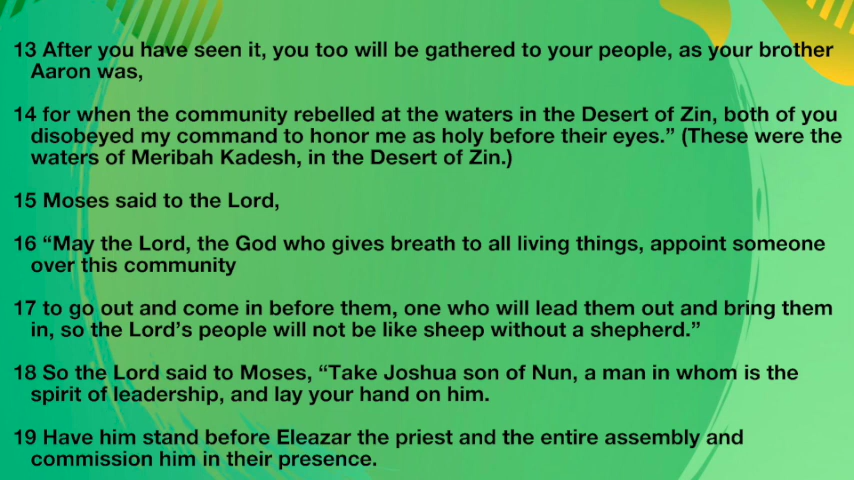 13 After you have seen it, you too will be gathered to your people, as your brother
Aaron was,
14 for when the community rebelled at the waters in the Desert of Zin, both of you
disobeyed my command to honor me as holy before their eyes.” (These were the
waters of Meribah Kadesh, in the Desert of Zin.)
15 Moses said to the Lord,
16 “May the Lord, the God who gives breath to all living things, appoint someone
over this community
17 to go out and come in before them, one who will lead them out and bring them
in, so the Lord’s people will not be like sheep without a shepherd.”
18 So the Lord said to Moses, “Take Joshua son of Nun, a man in whom is the
spirit of leadership, and lay your hand on him.
19 Have him stand before Eleazar the priest and the entire assembly and
commission him in their presence.